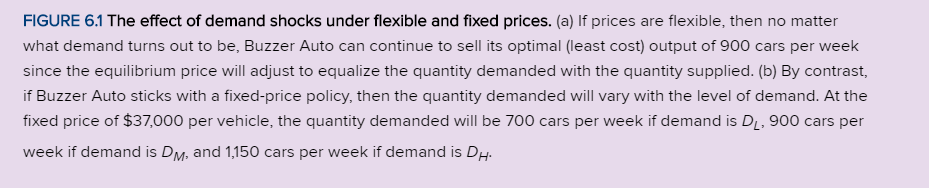 FIGURE 6.1 The effect of demand shocks under flexible and fixed prices. (a) If prices are flexible, then no matter
what demand turns out to be, Buzzer Auto can continue to sell its optimal (least cost) output of 900 cars per week
since the equilibrium price will adjust to equalize the quantity demanded with the quantity supplied. (b) By contrast,
if Buzzer Auto sticks with a fixed-price policy, then the quantity demanded will vary with the level of demand. At the
fixed price of $37,000 per vehicle, the quantity demanded will be 700 cars per week if demand is DL, 900 cars per
week if demand is DM, and 1,150 cars per week if demand is DH.